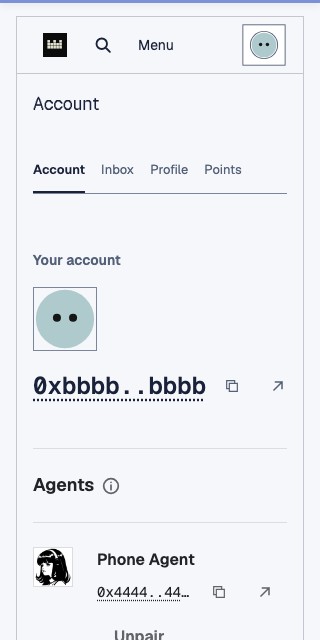 Menu
Account
Account Inbox Profile Points
Your account
0xbbbb..bbbb
Agents
Phone Agent
0x4444..44…
Unpair